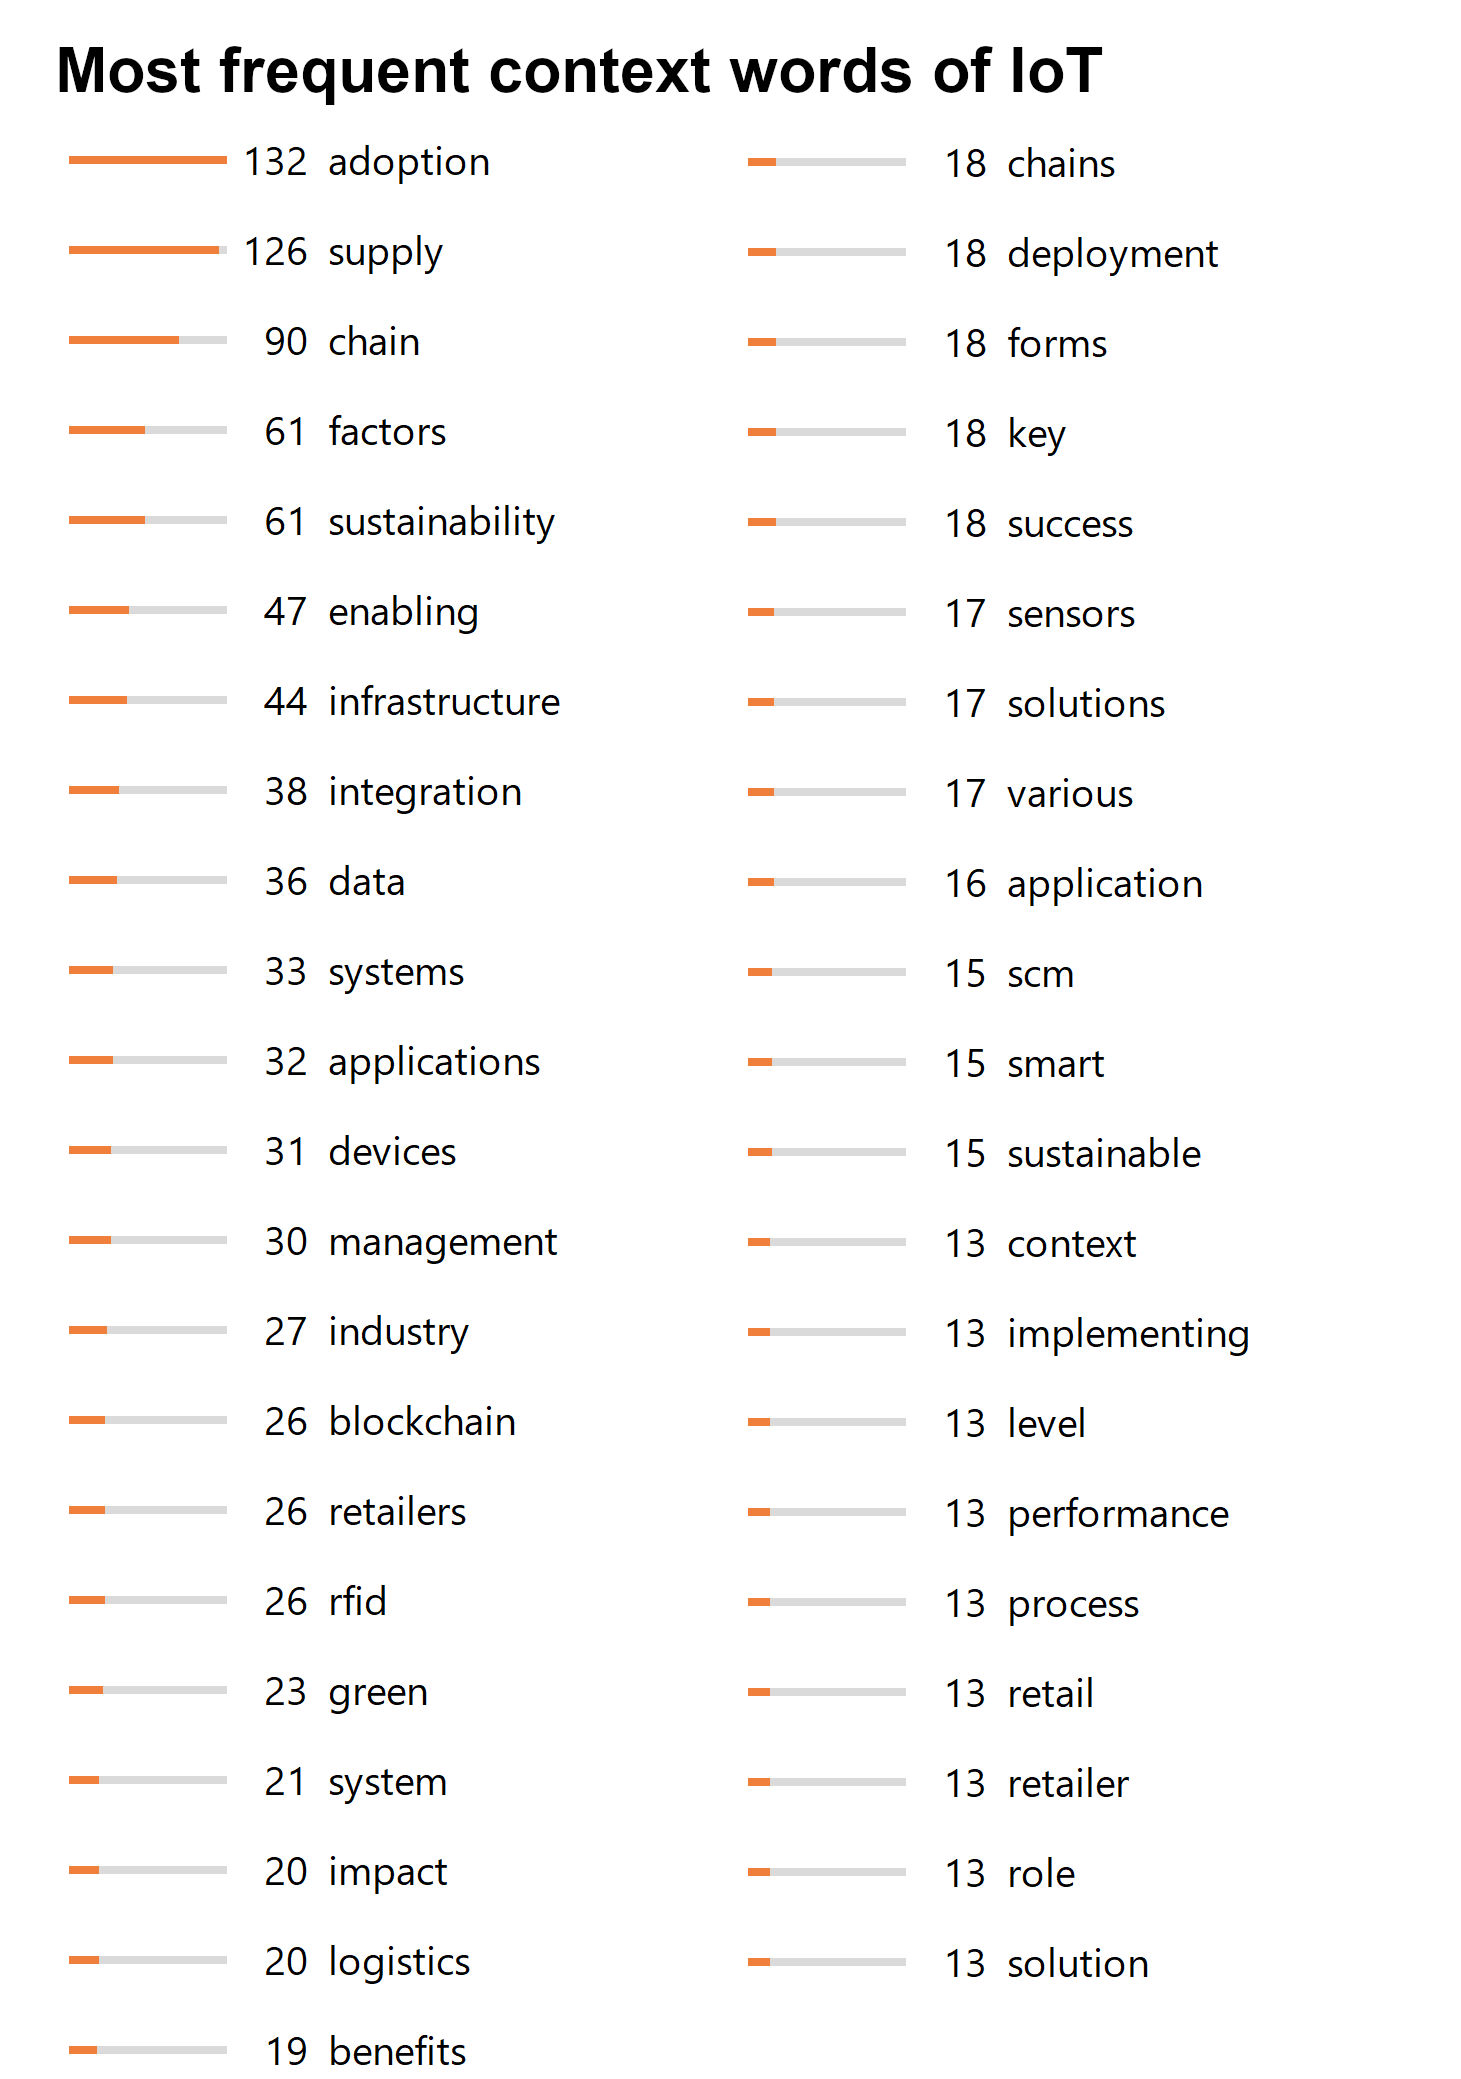 Most frequent context words of IoT
132 adoption
126 supply
90 chain
61 factors
61 sustainability
47 enabling
44 infrastructure
38 integration
36 data
33 systems
32 applications
31 devices
30 management
27 industry
26 blockchain
26 retailers
26 rfid
23 green
21 system
20 impact
20 logistics
19 benefits
18 chains
18 deployment
18 forms
18 key
18 success
17 sensors
17 solutions
17 various
16 application
15 scm
15 smart
15 sustainable
13 context
13 implementing
13 level
13 performance
13 process
13 retail
13 retailer
13 role
13 solution